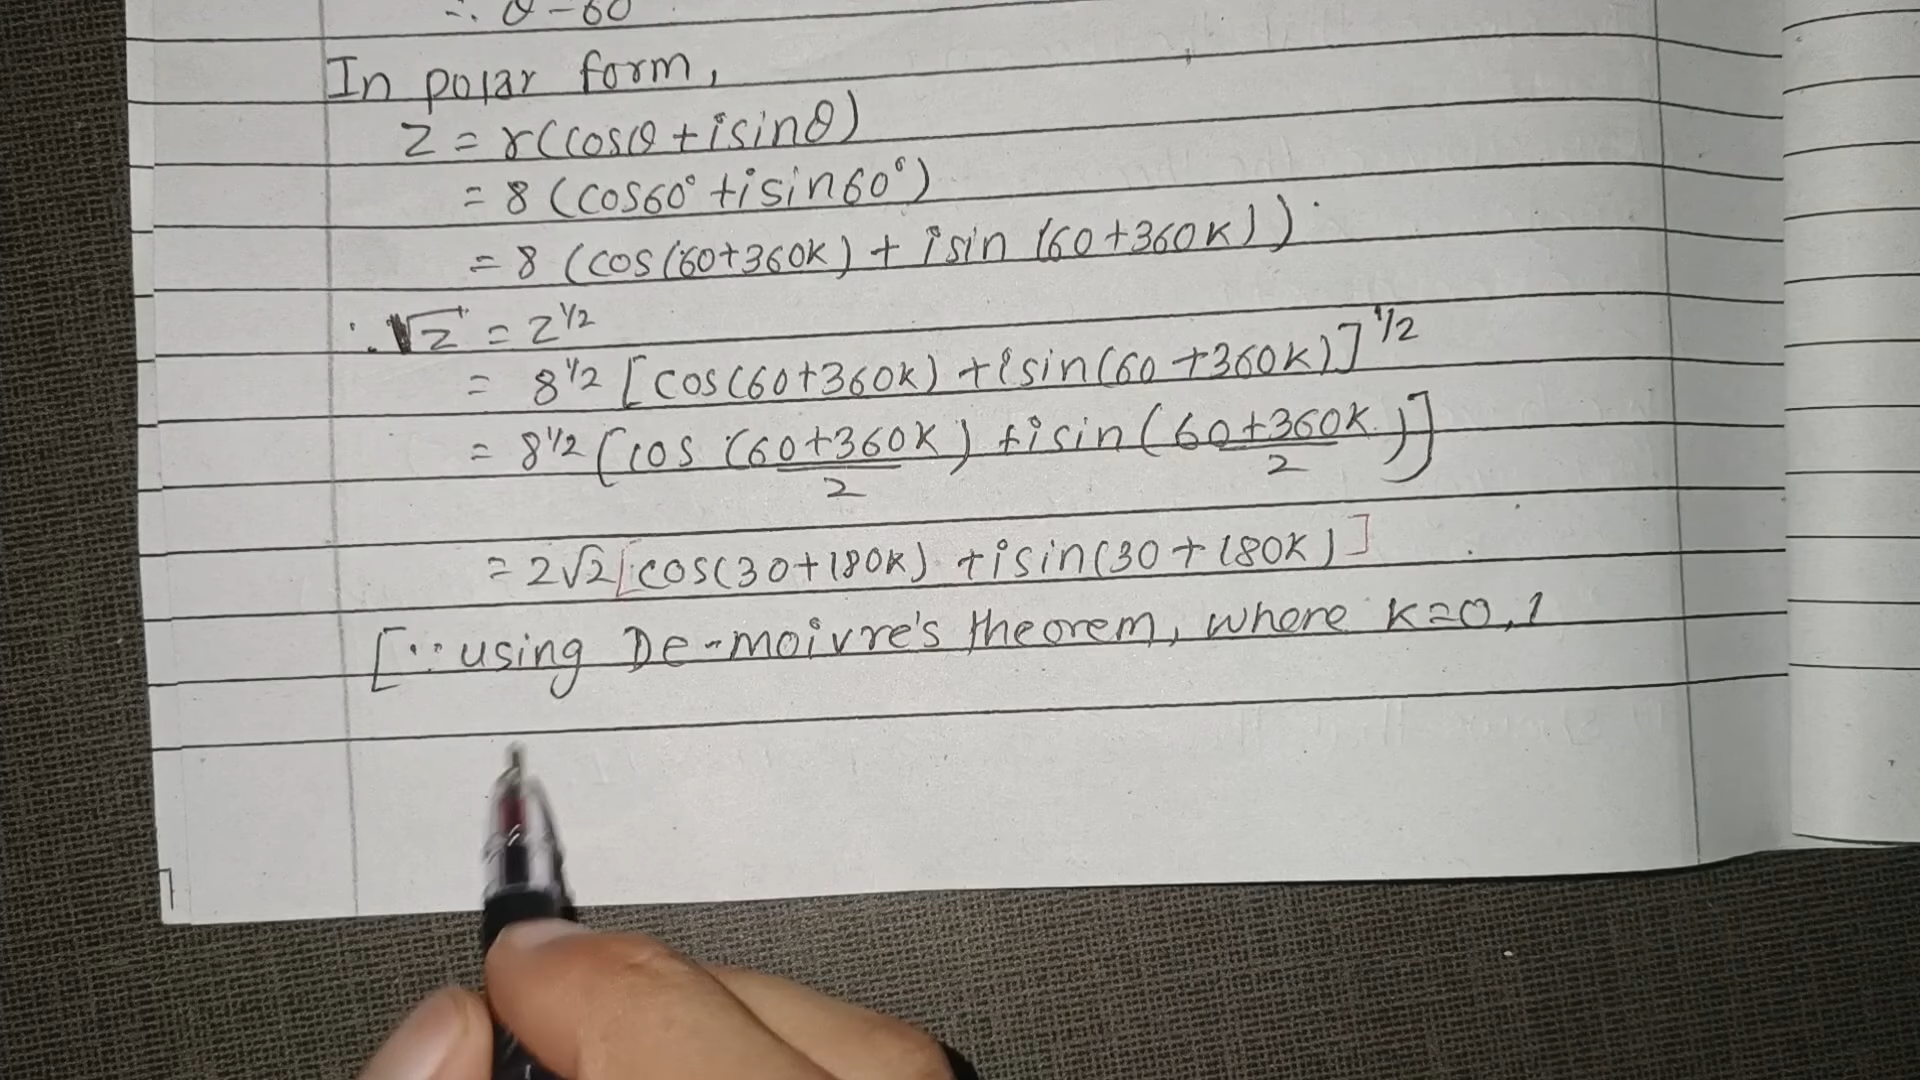 ∴ θ = 60
In polar form,
z = r(cosθ + isinθ)
= 8 (cos60° + isin60°)
= 8 (cos(60+360k) + isin (60+360k))
∴ √z = z^1/2
= 8^1/2 [cos(60+360k) + isin(60+360k)]^1/2
= 8^1/2 [cos (60+360k)/2 + isin (60+360k)/2]
= 2√2 [cos(30+180k) + isin(30+180k)]
[∵ using De-moivre's theorem, where k=0,1